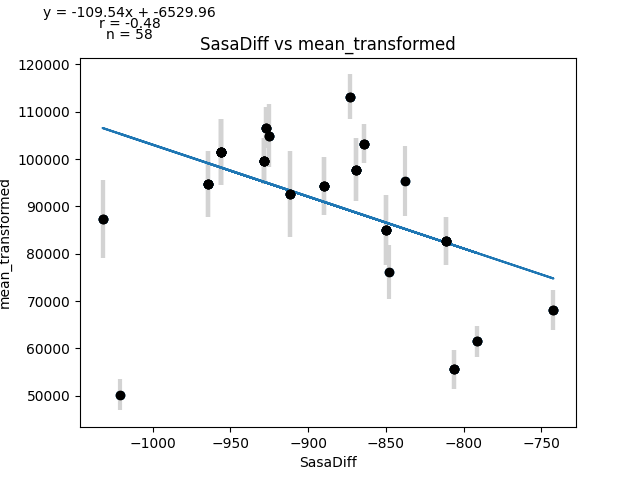 y = -109.54x + -6529.96
r = -0.48
n = 58
SasaDiff vs mean_transformed
120000
110000
100000
90000
80000
70000
60000
50000
mean_transformed
−1000 −950 −900 −850 −800 −750
SasaDiff